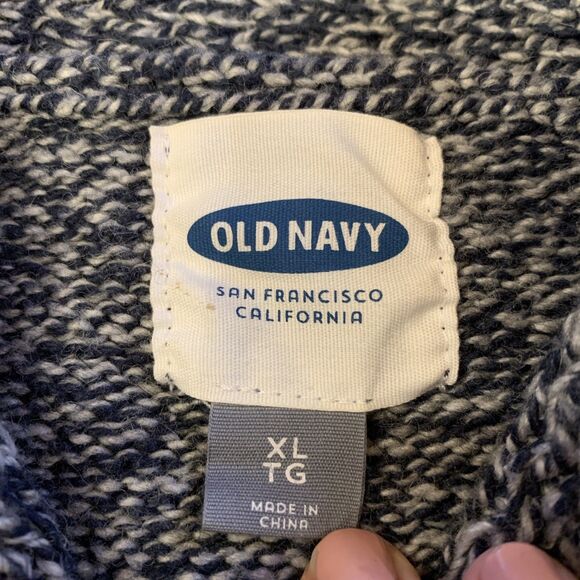 OLD NAVY
SAN FRANCISCO
CALIFORNIA
XL
TG
MADE IN
CHINA